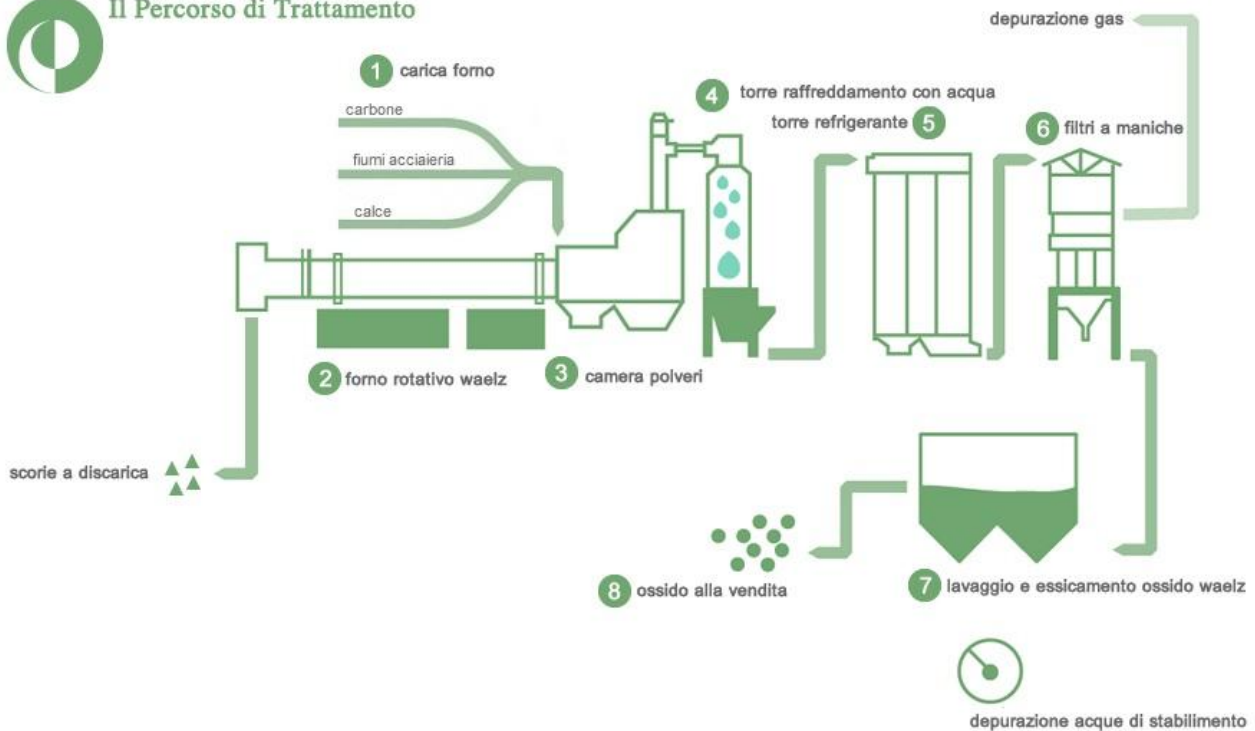 Il Percorso di Trattamento
depurazione gas
1 carica forno
carbone
fiumi acciaieria
calce
4 torre raffreddamento con acqua
torre refrigerante 5
6 filtri a maniche
2 forno rotativo waelz
3 camera polveri
scorie a discarica
8 ossido alla vendita
7 lavaggio e essicamento ossido waelz
depurazione acque di stabilimento